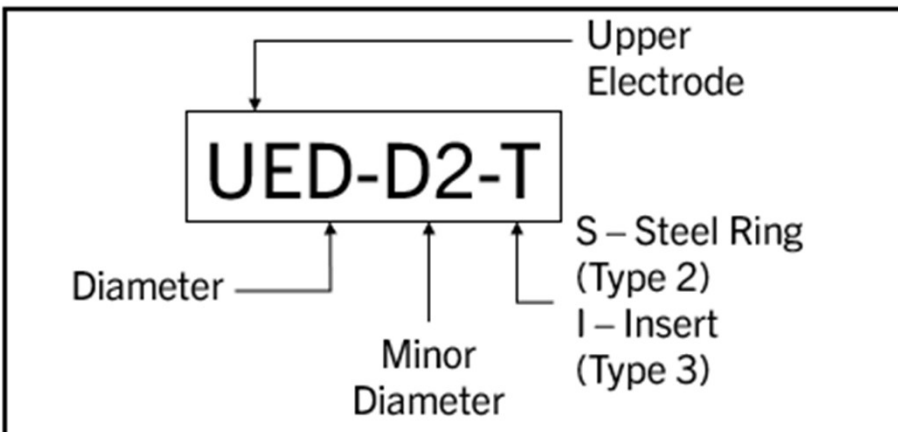 Upper
Electrode
UED-D2-T
Diameter
Minor
Diameter
S – Steel Ring
(Type 2)
I – Insert
(Type 3)